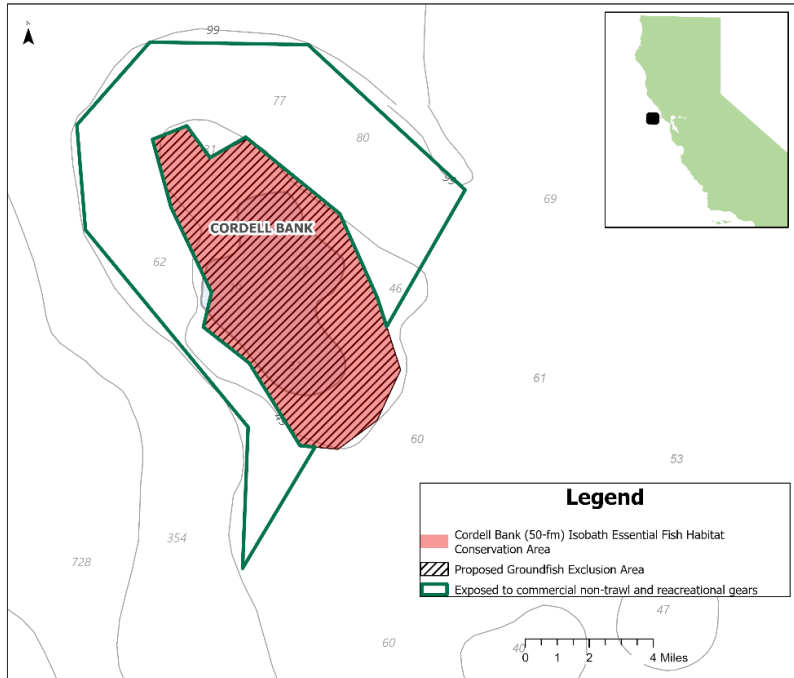 99
77
80
99
69
CORDELL BANK
62
46
61
60
53
354
728
60
47
40
Legend
Cordell Bank (50-fm) Isobath Essential Fish Habitat
Conservation Area
Proposed Groundfish Exclusion Area
Exposed to commercial non-trawl and reacreational gears
0 1 2 4 Miles